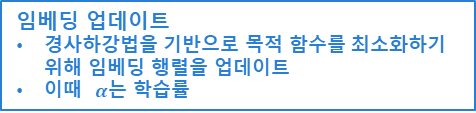 임베딩 업데이트
• 경사하강법을 기반으로 목적 함수를 최소화하기
위해 임베딩 행렬을 업데이트
• 이때 𝜶는 학습률